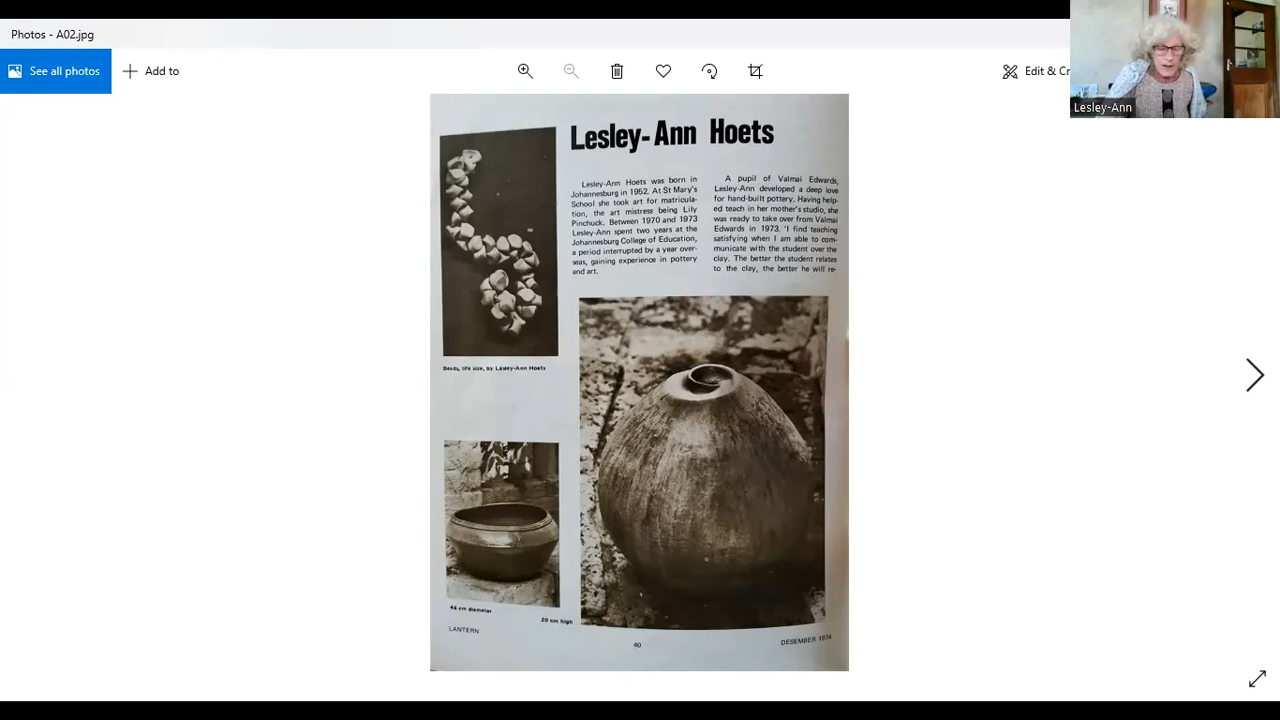 Photos - A02.jpg
See all photos
Add to
Edit & Cr
Lesley-Ann
Lesley-Ann Hoets
Lesley-Ann Hoets was born in
Johannesburg in 1952. At St Mary's
School she took art for matricula-
tion, the art mistress being Lily
Pinchuck. Between 1970 and 1973
Lesley-Ann spent two years at the
Johannesburg College of Education,
a period interrupted by a year over-
seas, gaining experience in pottery
and art.
A pupil of Valmai Edwards,
Lesley-Ann developed a deep love
for hand-built pottery. Having help-
ed teach in her mother's studio, she
was ready to take over from Valmai
Edwards in 1973. 'I find teaching
satisfying when I am able to com-
municate with the student over the
clay. The better the student relates
to the clay, the better he will re-
Beads, life size, by Lesley-Ann Hoets
46 cm diameter
20 cm high
LANTERN
40
DESEMBER 1974